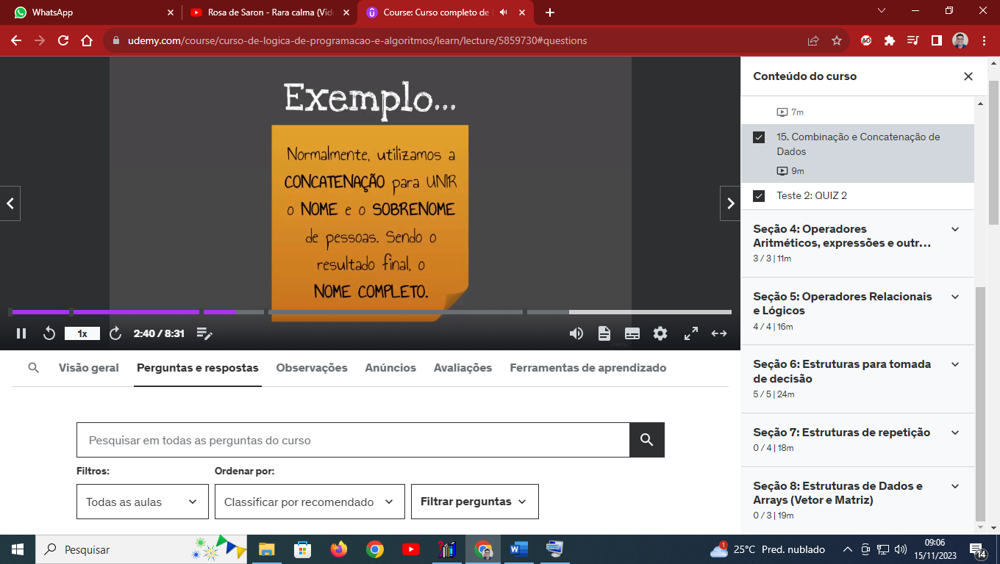 WhatsApp
Rosa de Saron - Rara calma (Vid
Course: Curso completo de
udemy.com/course/curso-de-logica-de-programacao-e-algoritmos/learn/lecture/5859730#questions
Exemplo...
Normalmente, utilizamos a
CONCATENAÇÃO para UNIR
o NOME e o SOBRENOME
de pessoas. Sendo o
resultado final, o
NOME COMPLETO.
1x
2:40 / 8:31
Conteúdo do curso
7m
15. Combinação e Concatenação de
Dados
9m
Teste 2: QUIZ 2
Seção 4: Operadores
Aritméticos, expressões e outr...
3 / 3 | 11m
Seção 5: Operadores Relacionais
e Lógicos
4 / 4 | 16m
Seção 6: Estruturas para tomada
de decisão
5 / 5 | 24m
Seção 7: Estruturas de repetição
0 / 4 | 18m
Seção 8: Estruturas de Dados e
Arrays (Vetor e Matriz)
0 / 3 | 19m
Visão geral Perguntas e respostas Observações Anúncios Avaliações Ferramentas de aprendizado
Pesquisar em todas as perguntas do curso
Filtros: Ordenar por:
Todas as aulas Classificar por recomendado Filtrar perguntas
Pesquisar
1
25°C Pred. nublado
09:06
15/11/2023
14